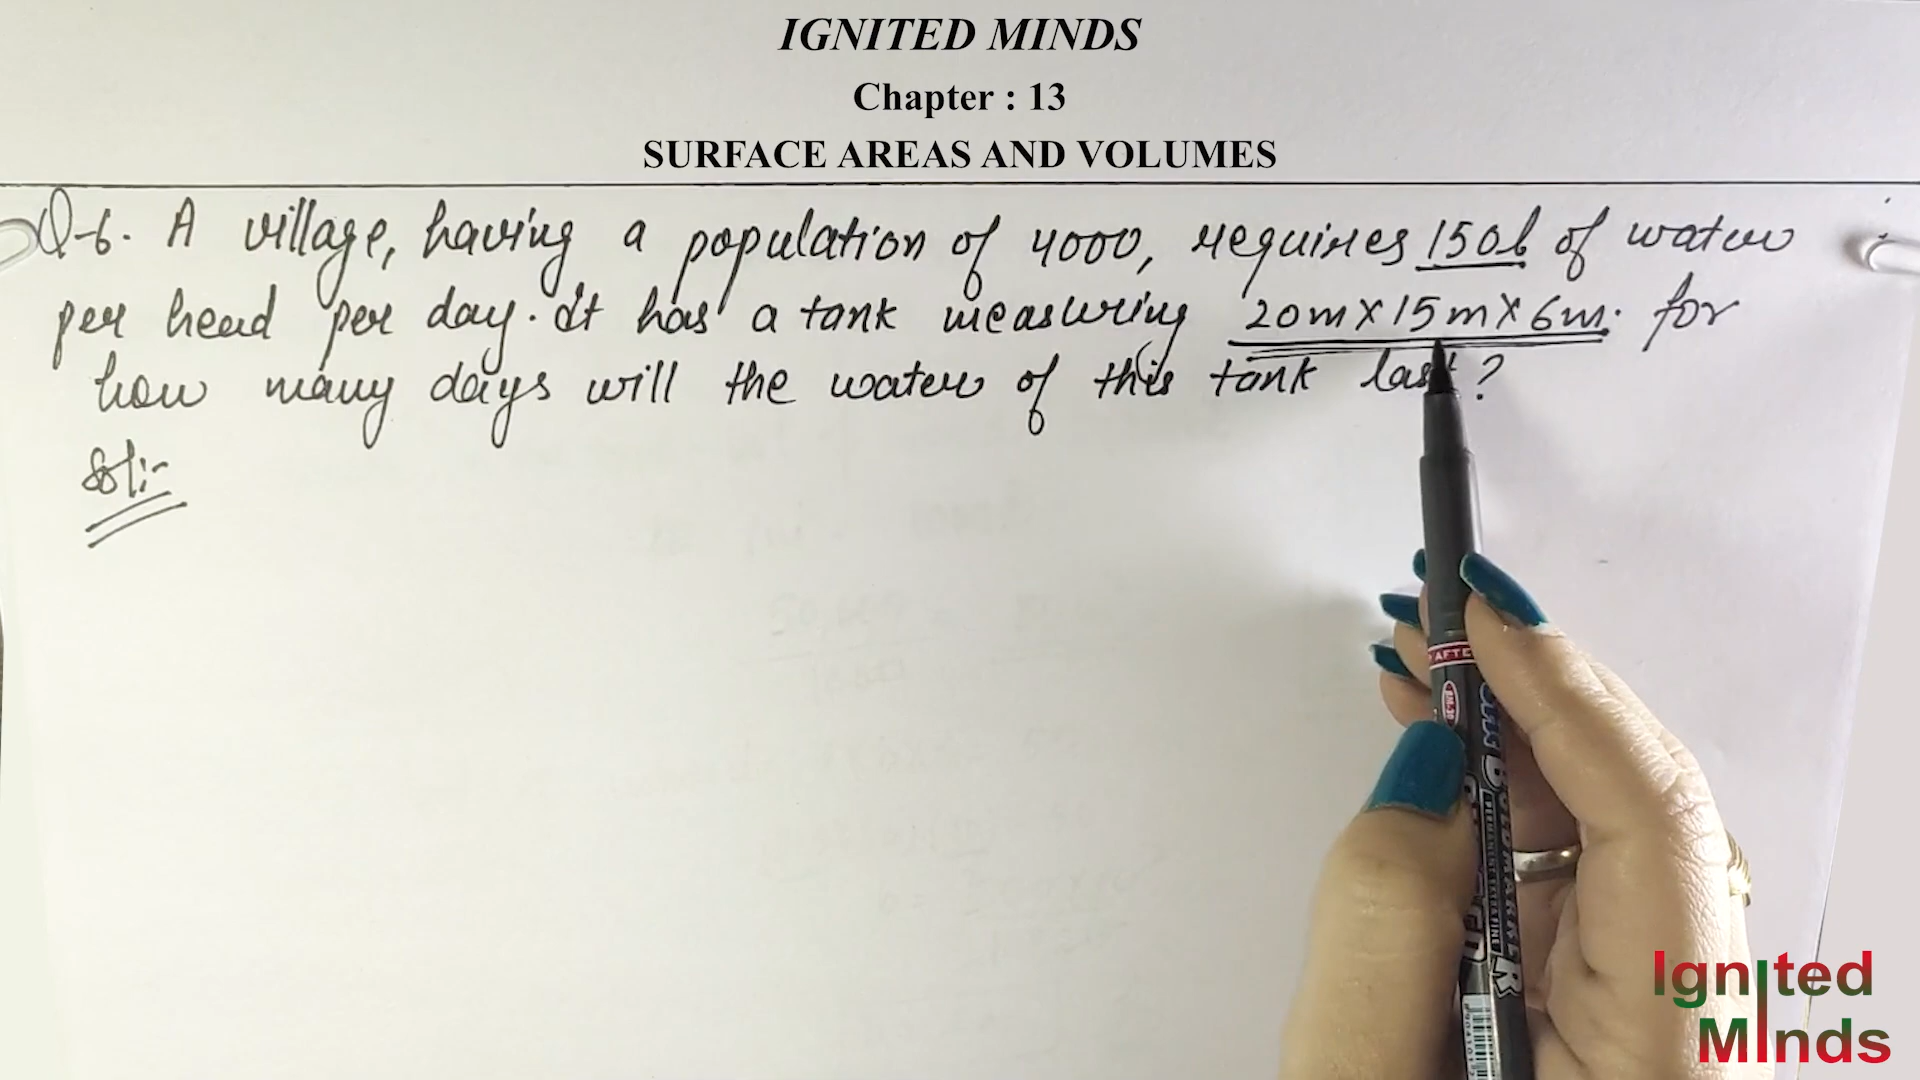 IGNITED MINDS
Chapter : 13
SURFACE AREAS AND VOLUMES
Q-6. A village, having a population of 4000, requires 150l of water
per head per day. It has a tank measuring 20m×15m×6m. for
how many days will the water of this tank last?
Sol:-
Ignited
Minds